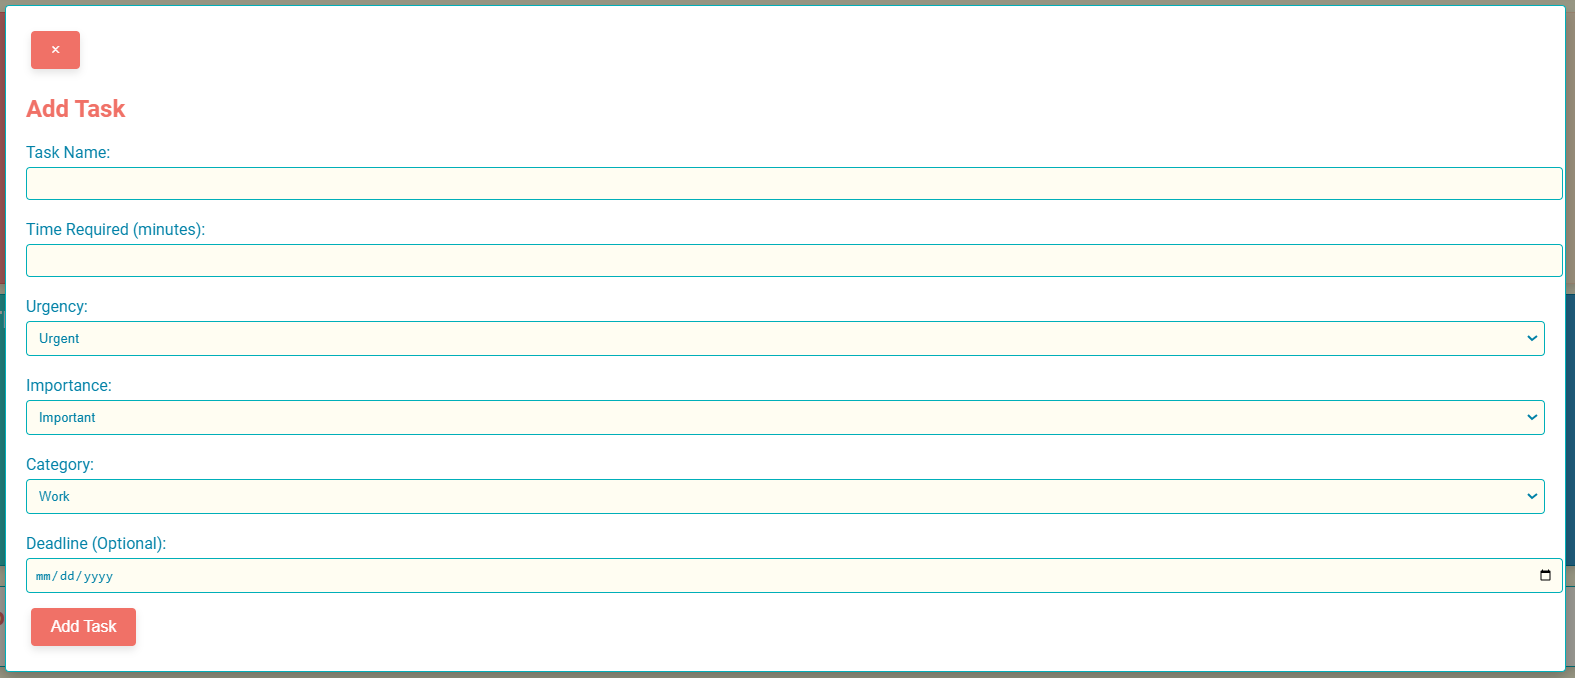 ×
Add Task
Task Name:
Time Required (minutes):
Urgency:
Urgent
Importance:
Important
Category:
Work
Deadline (Optional):
mm/dd/yyyy
Add Task